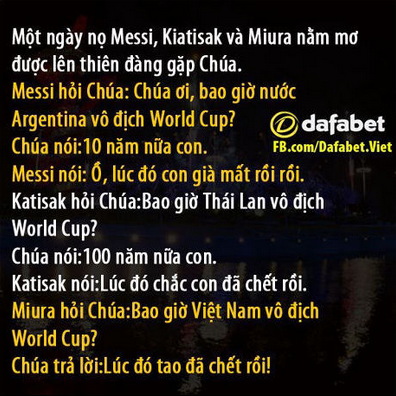 Một ngày nọ Messi, Kiatisak và Miura nằm mơ
được lên thiên đàng gặp Chúa.
Messi hỏi Chúa: Chúa ơi, bao giờ nước
Argentina vô địch World Cup?
Chúa nói:10 năm nữa con.
Messi nói: Ồ, lúc đó con già mất rồi rồi.
Katisak hỏi Chúa:Bao giờ Thái Lan vô địch
World Cup?
Chúa nói:100 năm nữa con.
Katisak nói:Lúc đó chắc con đã chết rồi.
Miura hỏi Chúa:Bao giờ Việt Nam vô địch
World Cup?
Chúa trả lời:Lúc đó tao đã chết rồi!
dafabet
FB.com/Dafabet.Viet